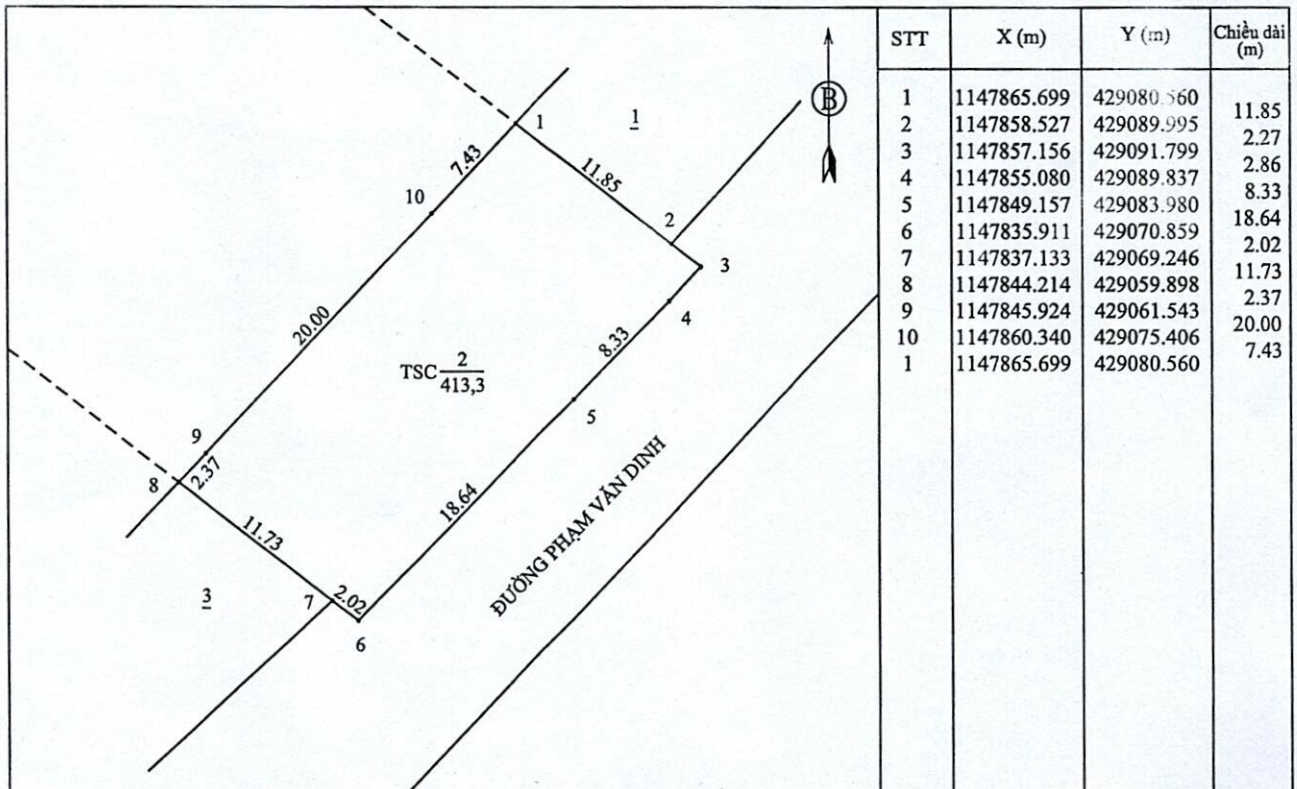 STT X (m) Y (m) Chiều dài (m)
1 1147865.699 429080.560
11.85
2 1147858.527 429089.995
2.27
3 1147857.156 429091.799
2.86
4 1147855.080 429089.837
8.33
5 1147849.157 429083.980
18.64
6 1147835.911 429070.859
2.02
7 1147837.133 429069.246
11.73
8 1147844.214 429059.898
2.37
9 1147845.924 429061.543
20.00
10 1147860.340 429075.406
7.43
1 1147865.699 429080.560
B
1
1
7.43
11.85
10
2
3
4
20.00
8.33
TSC 2
413,3
5
9
8
2.37
18.64
11.73
ĐƯỜNG PHẠM VĂN DINH
3
7
2.02
6